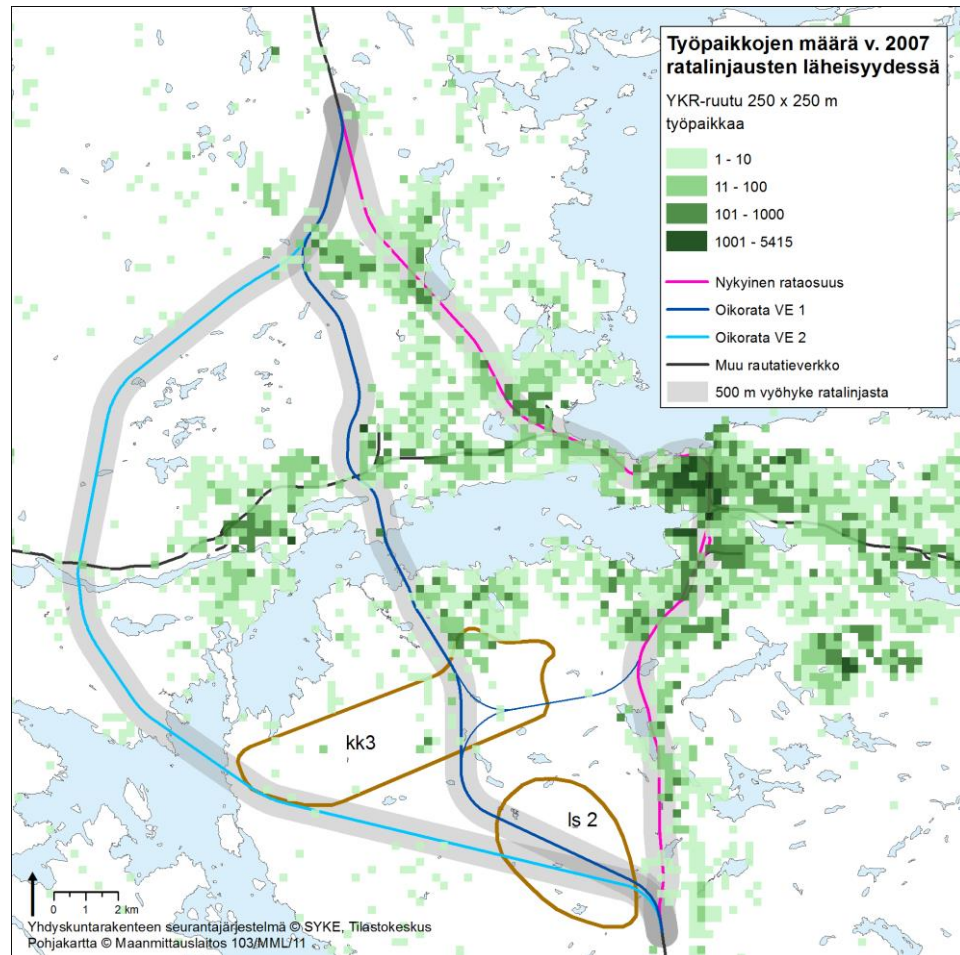 Työpaikkojen määrä v. 2007
ratalinjausten läheisyydessä
YKR-ruutu 250 x 250 m
työpaikkaa
1 - 10
11 - 100
101 - 1000
1001 - 5415
Nykyinen rataosuus
Oikorata VE 1
Oikorata VE 2
Muu rautatieverkko
500 m vyöhyke ratalinjasta
kk3
ls 2
0 1 2 km
Yhdyskuntarakenteen seurantajärjestelmä © SYKE, Tilastokeskus
Pohjakartta © Maanmittauslaitos 103/MML/11